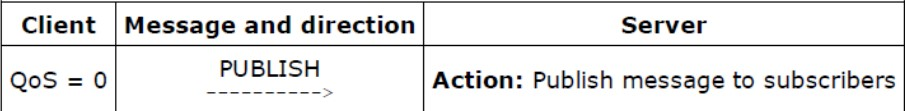 Client Message and direction Server
QoS = 0 PUBLISH Action: Publish message to subscribers
---------->